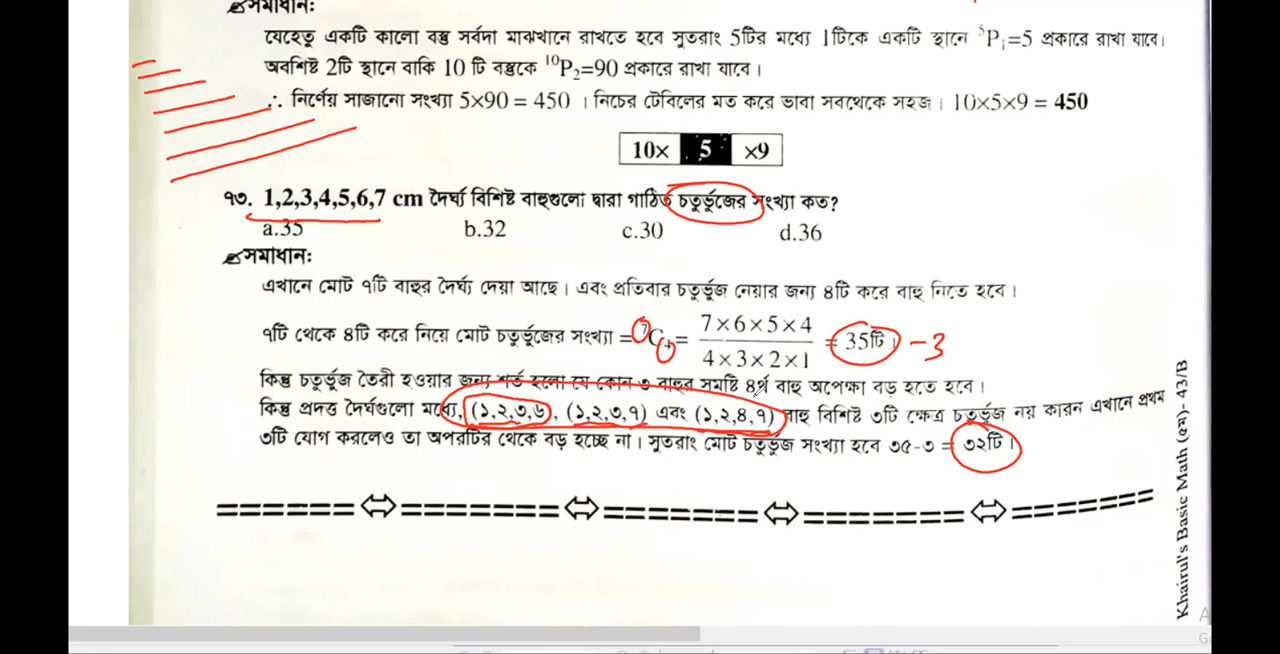 সমাধান:
যেহেতু একটি কালো বস্তু সর্বদা মাঝখানে রাখতে হবে সুতরাং 5টির মধ্যে 1টিকে একটি স্থানে ⁵P₁=5 প্রকারে রাখা যাবে।
অবশিষ্ট 2টি স্থানে বাকি 10 টি বস্তুকে ¹⁰P₂=90 প্রকারে রাখা যাবে।
∴ নির্ণেয় সাজানো সংখ্যা 5×90 = 450 । নিচের টেবিলের মত করে ভাবা সবথেকে সহজ। 10×5×9 = 450
10× 5 ×9
৭৩. 1,2,3,4,5,6,7 cm দৈর্ঘ্য বিশিষ্ট বাহুগুলো দ্বারা গাঠিত চতুর্ভুজের সংখ্যা কত?
a.35 b.32 c.30 d.36
সমাধান:
এখানে মোট ৭টি বাহুর দৈর্ঘ্য দেয়া আছে। এবং প্রতিবার চতুর্ভুজ নেয়ার জন্য ৪টি করে বাহু নিতে হবে।
৭টি থেকে ৪টি করে নিয়ে মোট চতুর্ভুজের সংখ্যা = ⁷C₄ = 7×6×5×4 / 4×3×2×1 = 35টি। -3
কিন্তু চতুর্ভুজ তৈরী হওয়ার জন্য শর্ত হলো যে কোন ৩ বাহুর সমষ্টি ৪র্থ বাহু অপেক্ষা বড় হতে হবে।
কিন্তু প্রদত্ত দৈর্ঘগুলো মধ্যে, (১,২,৩,৬), (১,২,৩,৭) এবং (১,২,৪,৭) বাহু বিশিষ্ট ৩টি ক্ষেত্র চতুর্ভুজ নয় কারন এখানে প্রথম
৩টি যোগ করলেও তা অপরটির থেকে বড় হচ্ছে না। সুতরাং মোট চতুর্ভুজ সংখ্যা হবে ৩৫-৩ = ৩২টি।
Khairul's Basic Math (৫ম)- 43/B